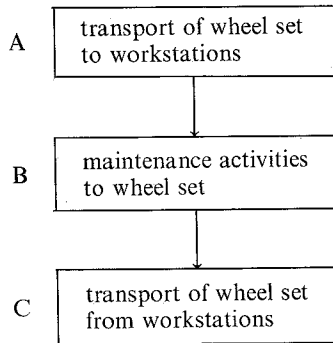 A
transport of wheel set
to workstations
B
maintenance activities
to wheel set
C
transport of wheel set
from workstations